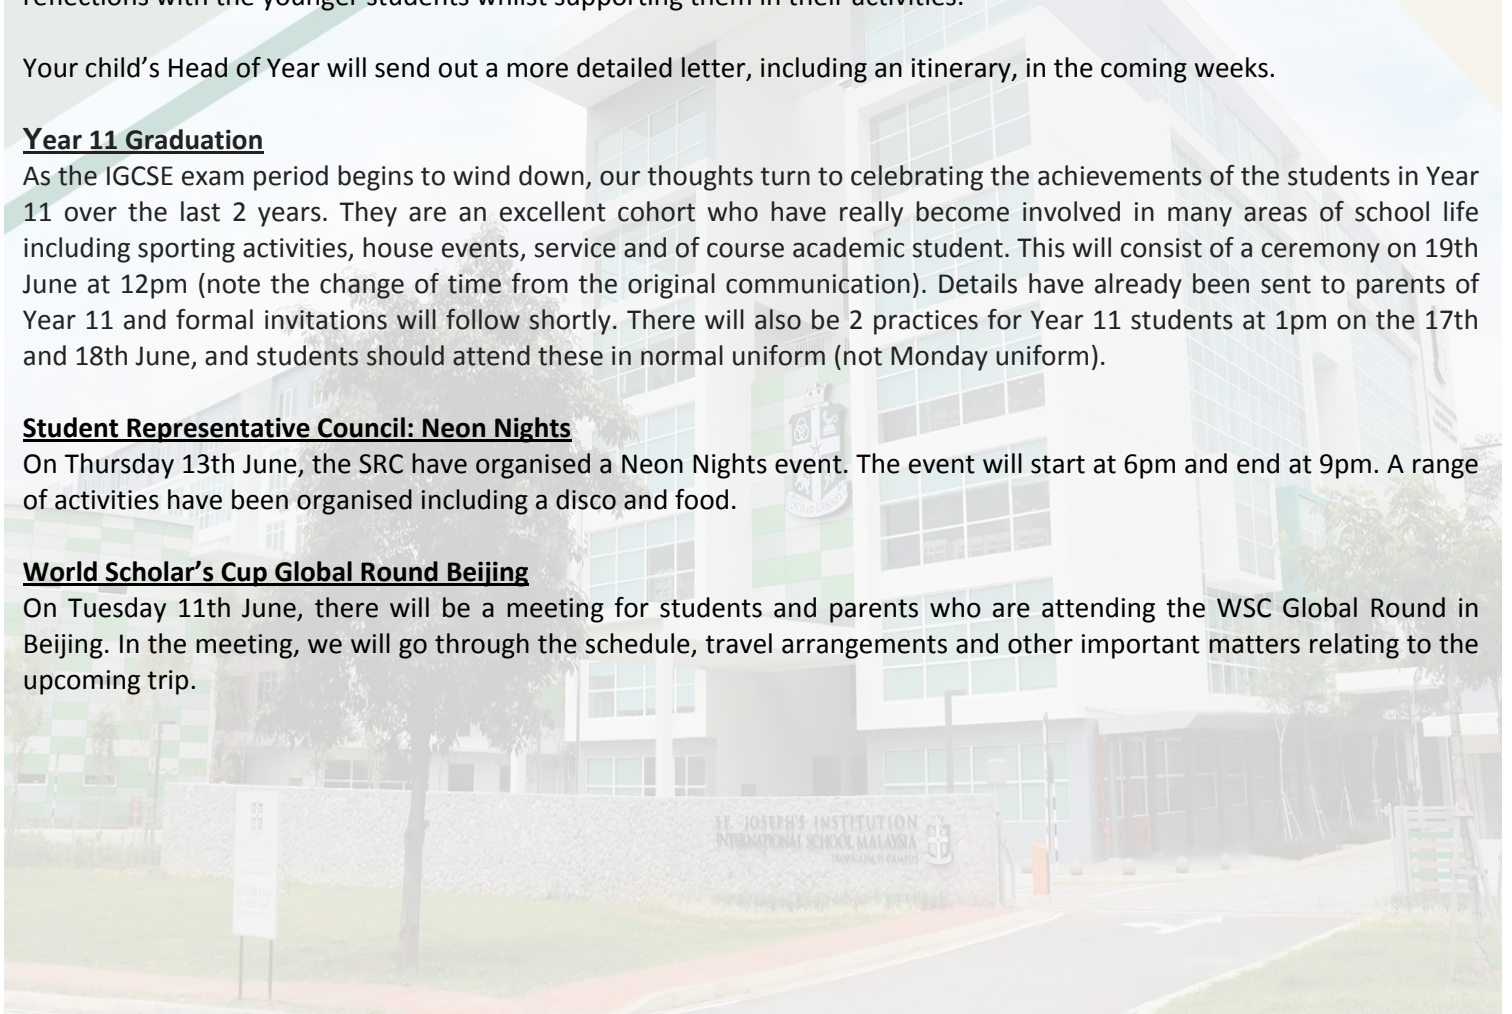 reflections with the younger students whilst supporting them in their activities.
Your child’s Head of Year will send out a more detailed letter, including an itinerary, in the coming weeks.
Year 11 Graduation
As the IGCSE exam period begins to wind down, our thoughts turn to celebrating the achievements of the students in Year
11 over the last 2 years. They are an excellent cohort who have really become involved in many areas of school life
including sporting activities, house events, service and of course academic student. This will consist of a ceremony on 19th
June at 12pm (note the change of time from the original communication). Details have already been sent to parents of
Year 11 and formal invitations will follow shortly. There will also be 2 practices for Year 11 students at 1pm on the 17th
and 18th June, and students should attend these in normal uniform (not Monday uniform).
Student Representative Council: Neon Nights
On Thursday 13th June, the SRC have organised a Neon Nights event. The event will start at 6pm and end at 9pm. A range
of activities have been organised including a disco and food.
World Scholar’s Cup Global Round Beijing
On Tuesday 11th June, there will be a meeting for students and parents who are attending the WSC Global Round in
Beijing. In the meeting, we will go through the schedule, travel arrangements and other important matters relating to the
upcoming trip.
ST. JOSEPH'S INSTITUTION
INTERNATIONAL SCHOOL MALAYSIA
TROPICANA PJ CAMPUS